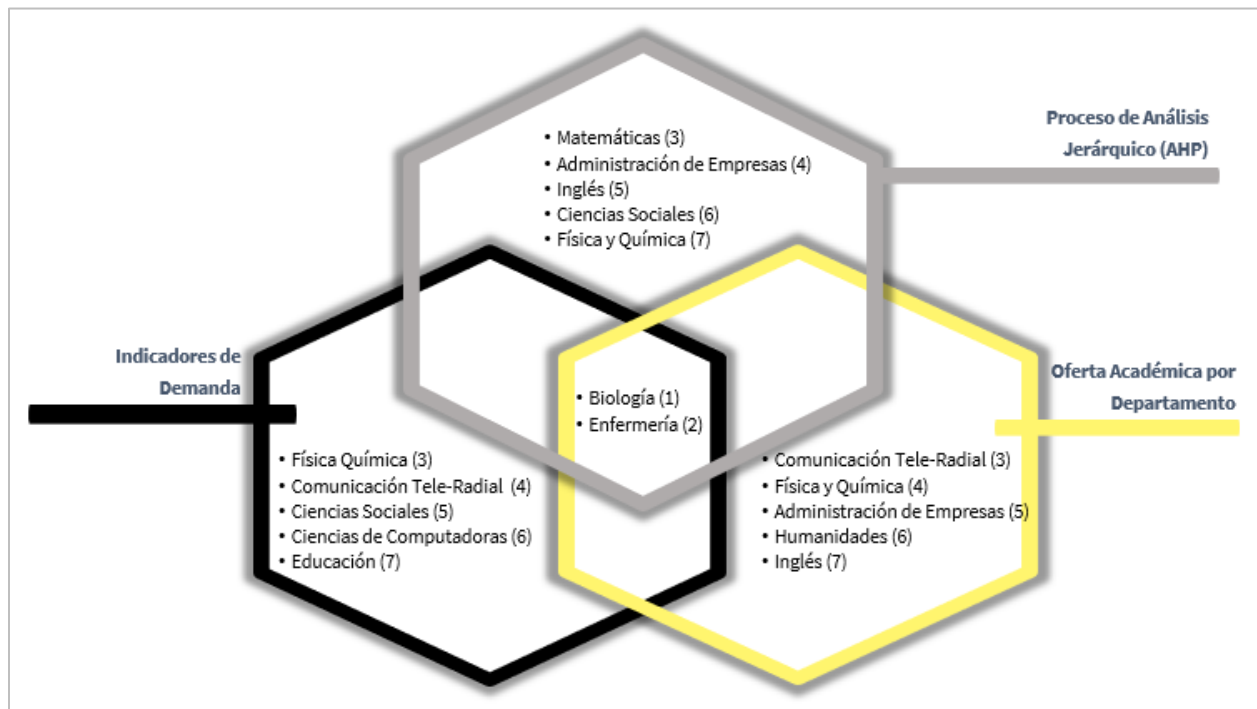 • Matemáticas (3)
• Administración de Empresas (4)
• Inglés (5)
• Ciencias Sociales (6)
• Física y Química (7)
Proceso de Análisis
Jerárquico (AHP)
Indicadores de
Demanda
• Biología (1)
• Enfermería (2)
Oferta Académica por
Departamento
• Física Química (3)
• Comunicación Tele-Radial (4)
• Ciencias Sociales (5)
• Ciencias de Computadoras (6)
• Educación (7)
• Comunicación Tele-Radial (3)
• Física y Química (4)
• Administración de Empresas (5)
• Humanidades (6)
• Inglés (7)